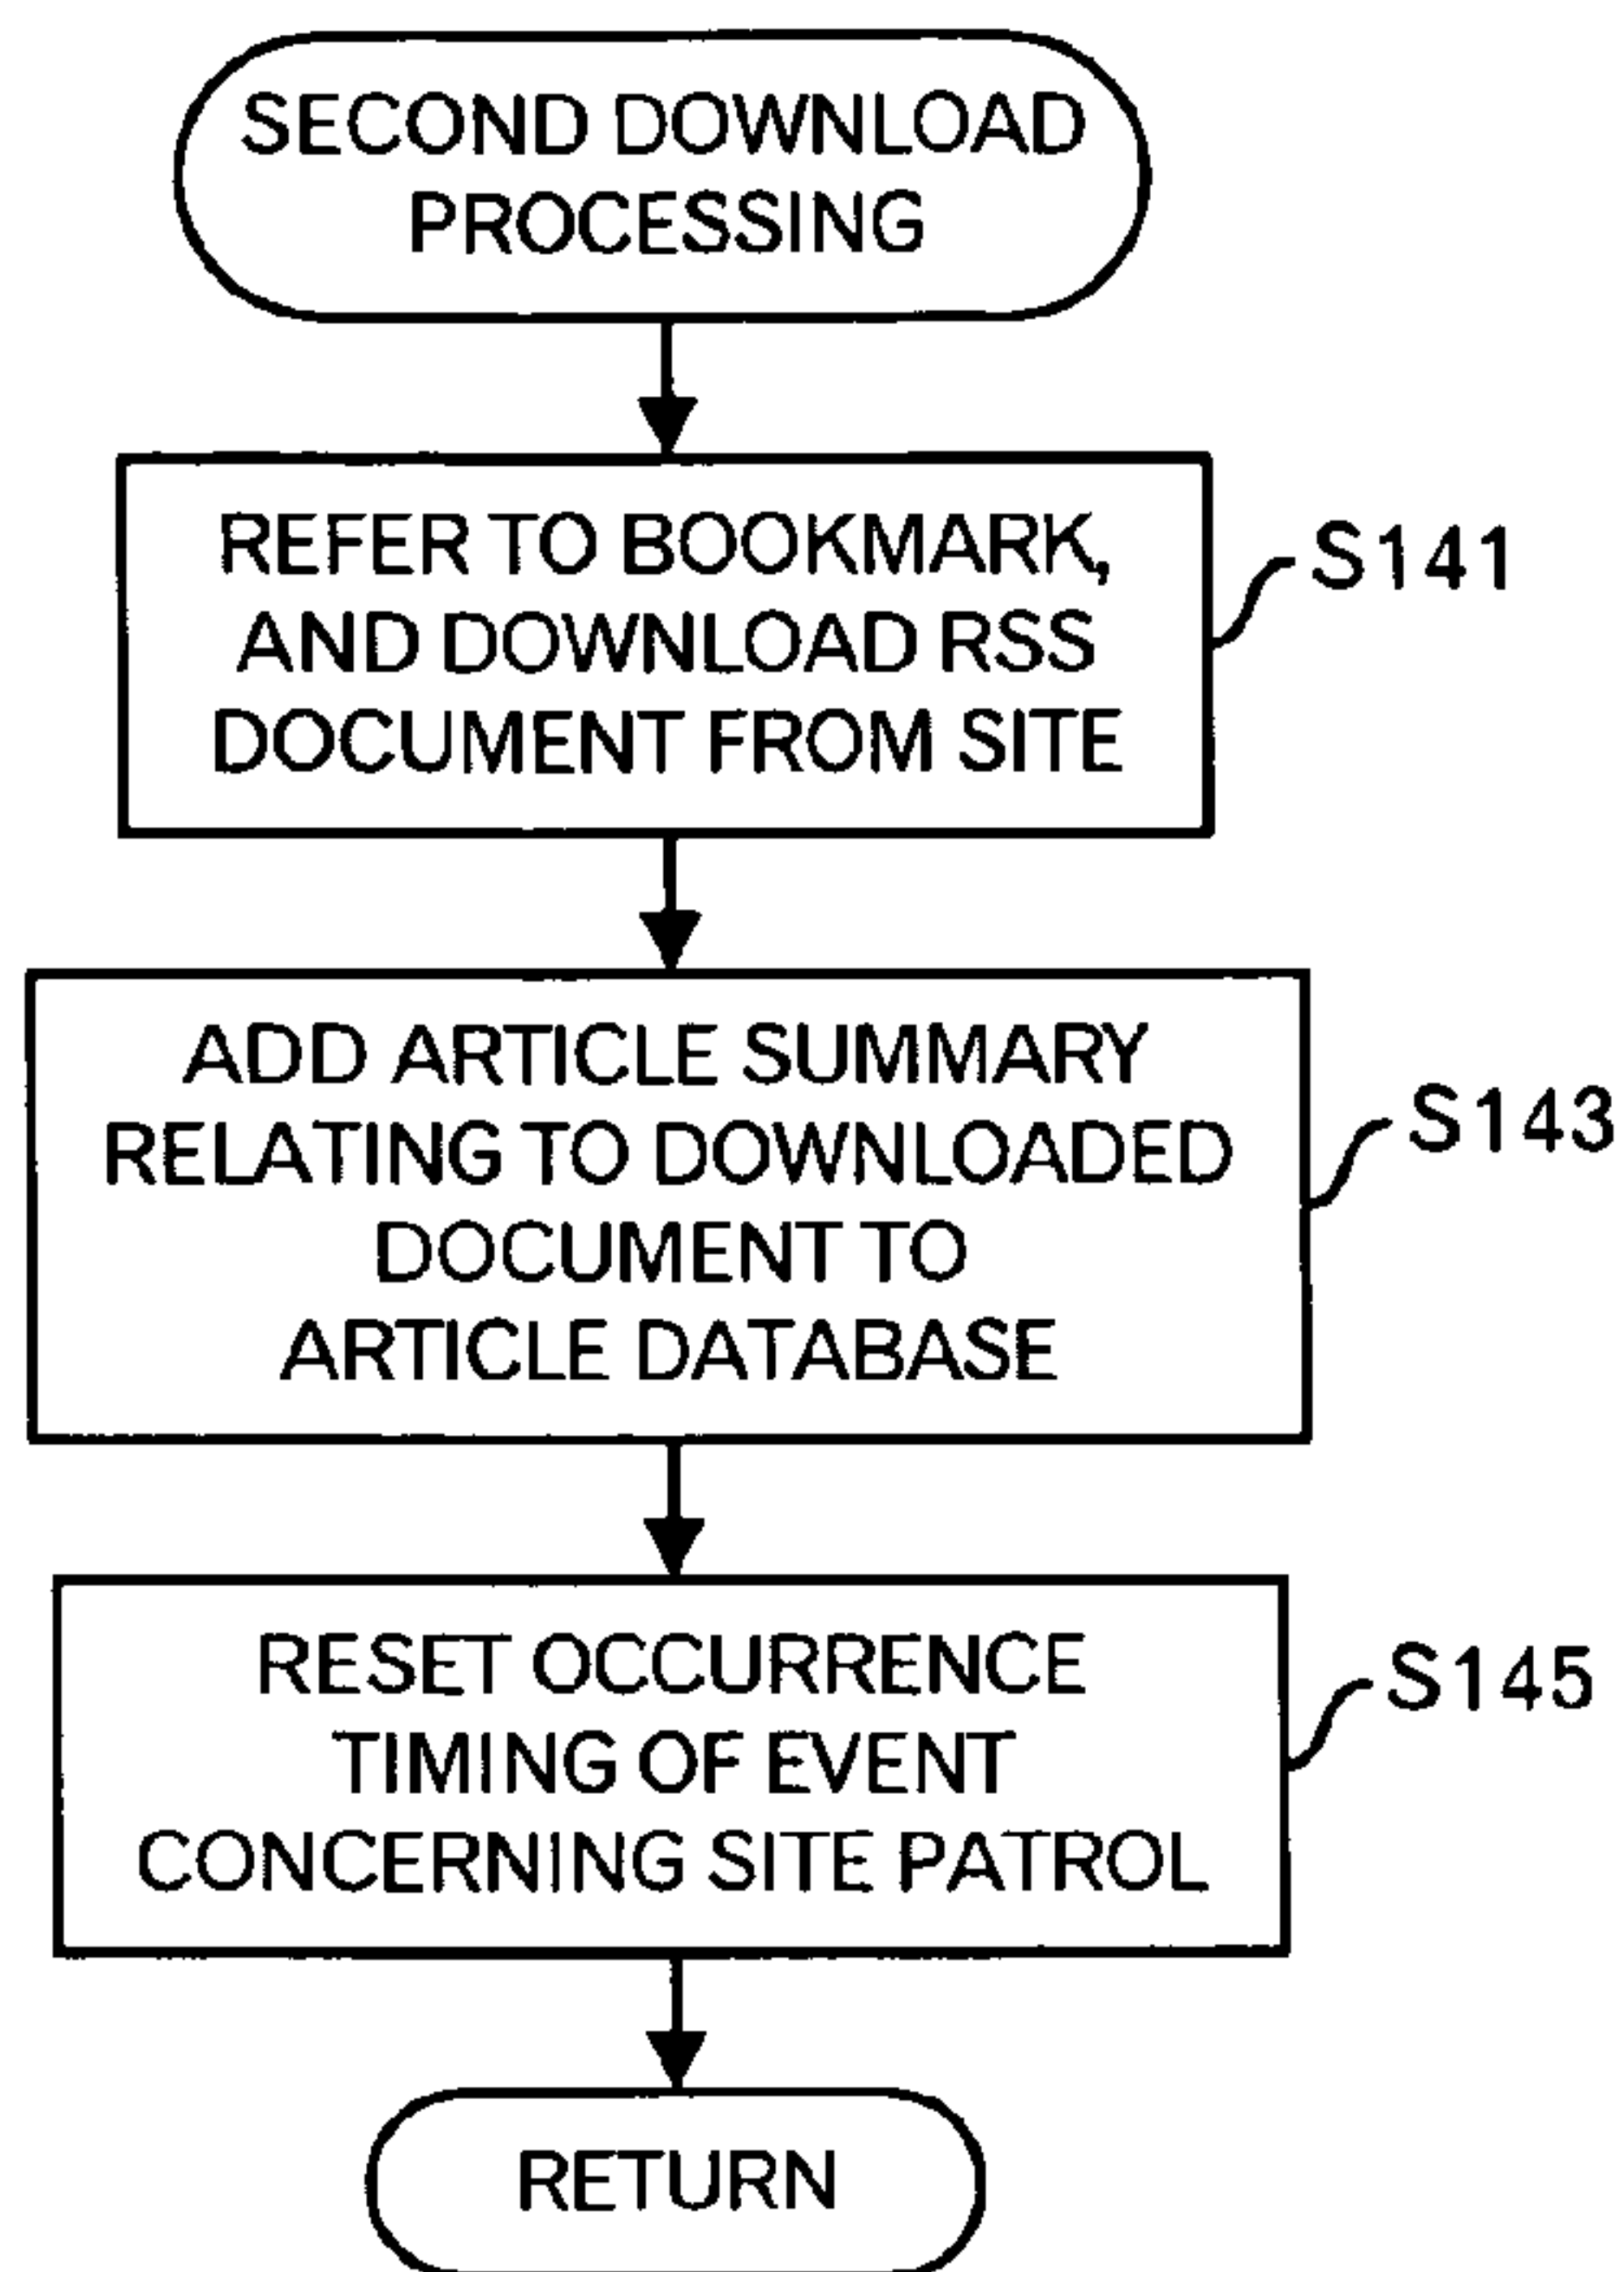 SECOND DOWNLOAD
PROCESSING
REFER TO BOOKMARK,
AND DOWNLOAD RSS
DOCUMENT FROM SITE
S141
ADD ARTICLE SUMMARY
RELATING TO DOWNLOADED
DOCUMENT TO
ARTICLE DATABASE
S143
RESET OCCURRENCE
TIMING OF EVENT
CONCERNING SITE PATROL
S145
RETURN